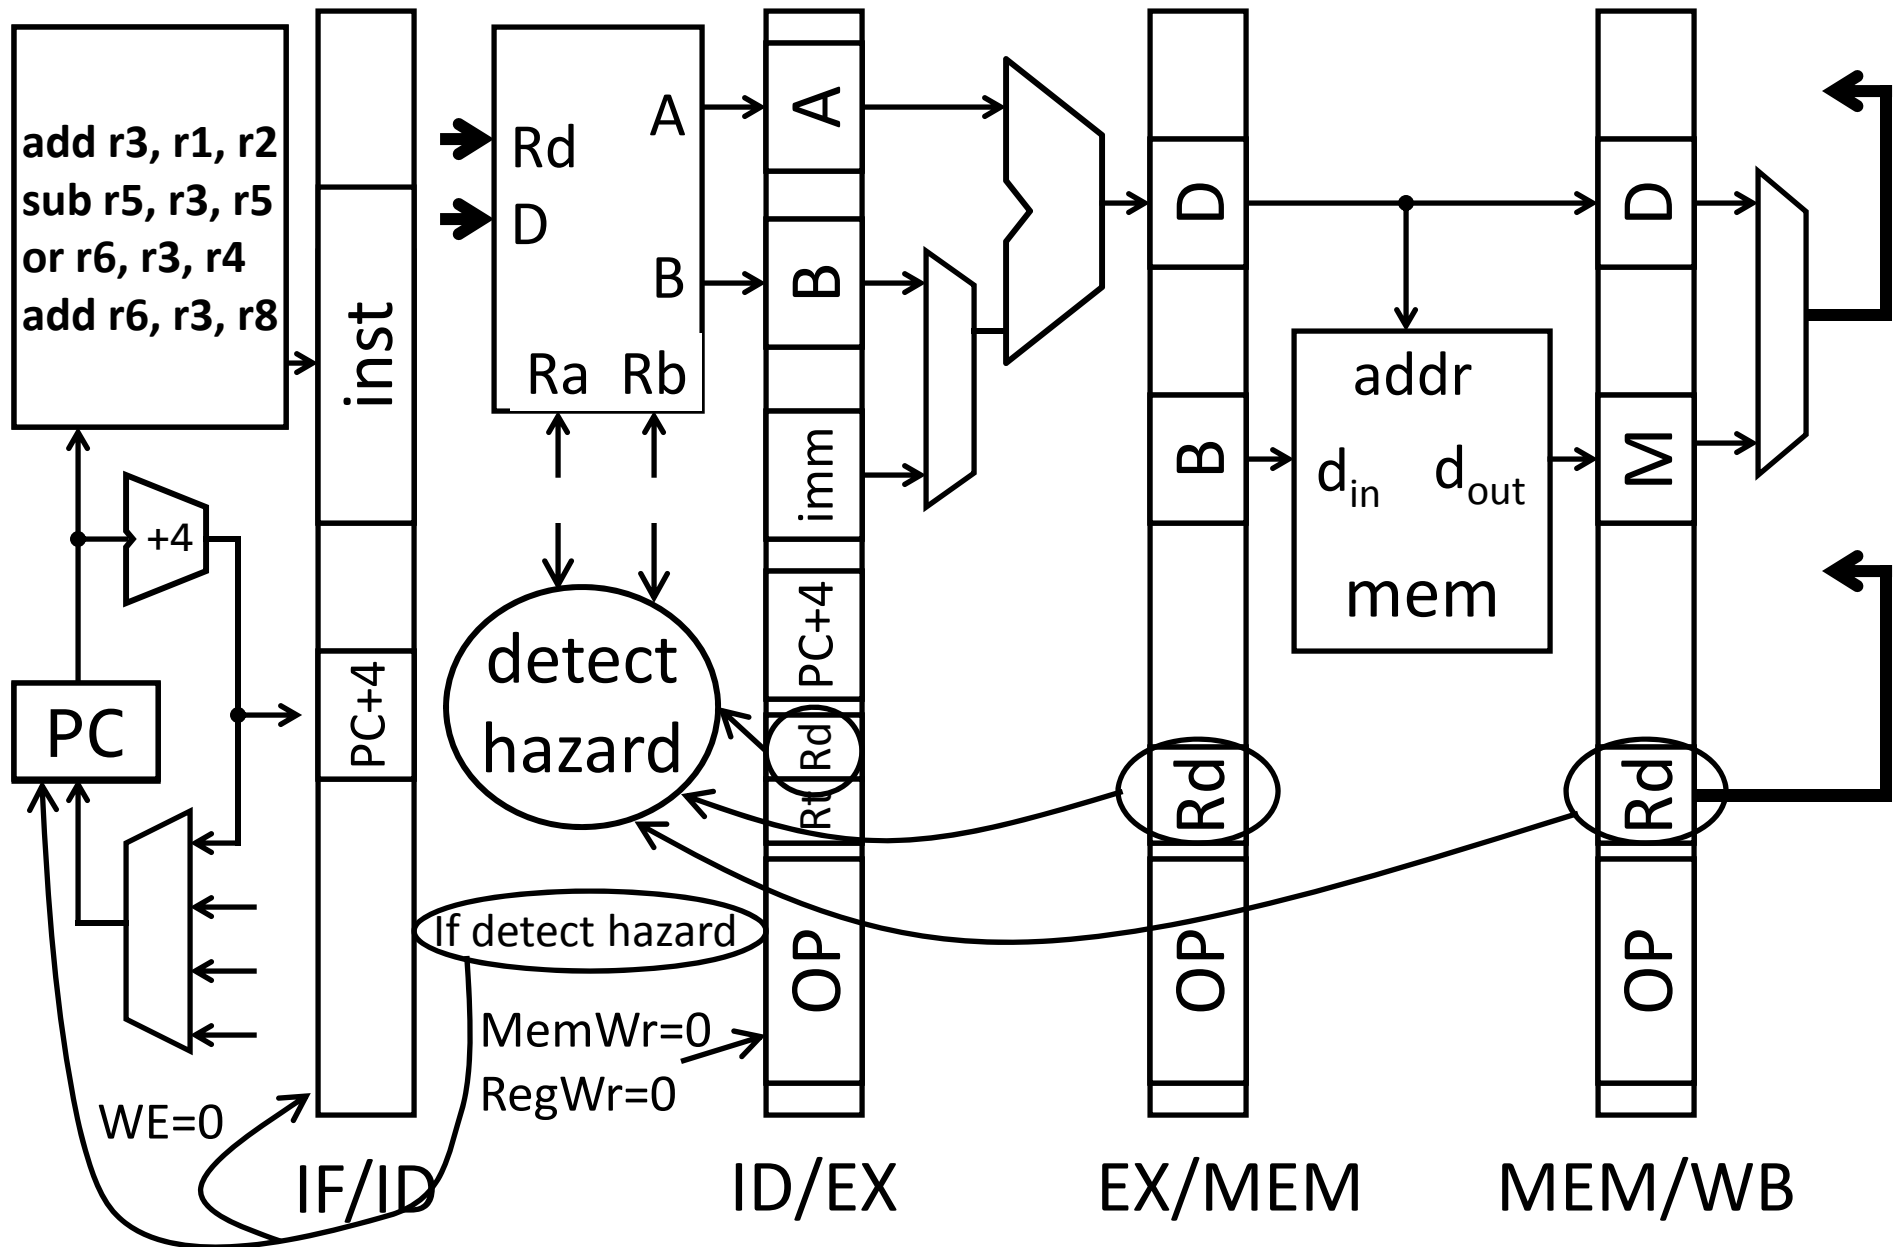 add r3, r1, r2
sub r5, r3, r5
or r6, r3, r4
add r6, r3, r8
+4
PC
inst
PC+4
Rd
D
A
B
Ra Rb
detect
hazard
If detect hazard
MemWr=0
RegWr=0
WE=0
A
B
imm
PC+4
Rd
Rt
OP
D
B
Rd
OP
addr
din dout
mem
D
M
Rd
OP
IF/ID
ID/EX
EX/MEM
MEM/WB